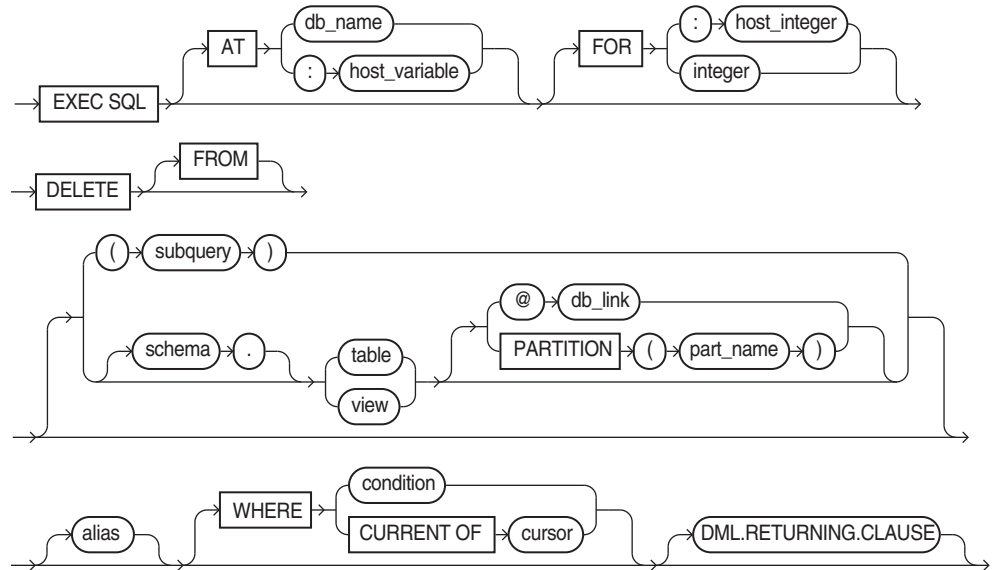 db_name
: host_integer
AT
FOR
: host_variable
integer
EXEC SQL
FROM
DELETE
( subquery )
@ db_link
schema .
table
PARTITION ( part_name )
view
condition
WHERE
alias
CURRENT OF cursor
DML.RETURNING.CLAUSE